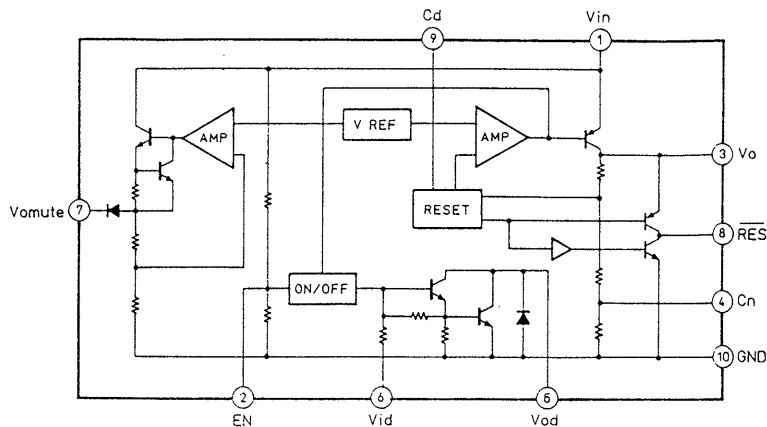 Cd Vin
9 1
AMP V REF AMP
3 Vo
Vomute 7 RESET
8 RES
ON/OFF 4 Cn
10 GND
2 6 5
EN Vid Vod